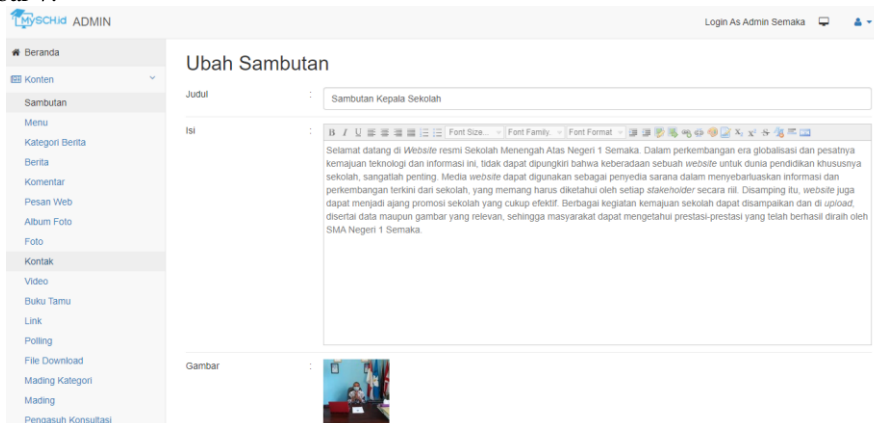 MYSCH.id ADMIN
Login As Admin Semaka
Beranda
Konten
Sambutan
Menu
Kategori Berita
Berita
Komentar
Pesan Web
Album Foto
Foto
Kontak
Video
Buku Tamu
Link
Polling
File Download
Mading Kategori
Mading
Pengasuh Konsultasi
Ubah Sambutan
Judul : Sambutan Kepala Sekolah
Isi :
B I U Font Size... Font Family. Font Format
Selamat datang di Website resmi Sekolah Menengah Atas Negeri 1 Semaka. Dalam perkembangan era globalisasi dan pesatnya
kemajuan teknologi dan informasi ini, tidak dapat dipungkiri bahwa keberadaan sebuah website untuk dunia pendidikan khususnya
sekolah, sangatlah penting. Media website dapat digunakan sebagai penyedia sarana dalam menyebarluaskan informasi dan
perkembangan terkini dari sekolah, yang memang harus diketahui oleh setiap stakeholder secara riil. Disamping itu, website juga
dapat menjadi ajang promosi sekolah yang cukup efektif. Berbagai kegiatan kemajuan sekolah dapat disampaikan dan di upload,
disertai data maupun gambar yang relevan, sehingga masyarakat dapat mengetahui prestasi-prestasi yang telah berhasil diraih oleh
SMA Negeri 1 Semaka.
Gambar :